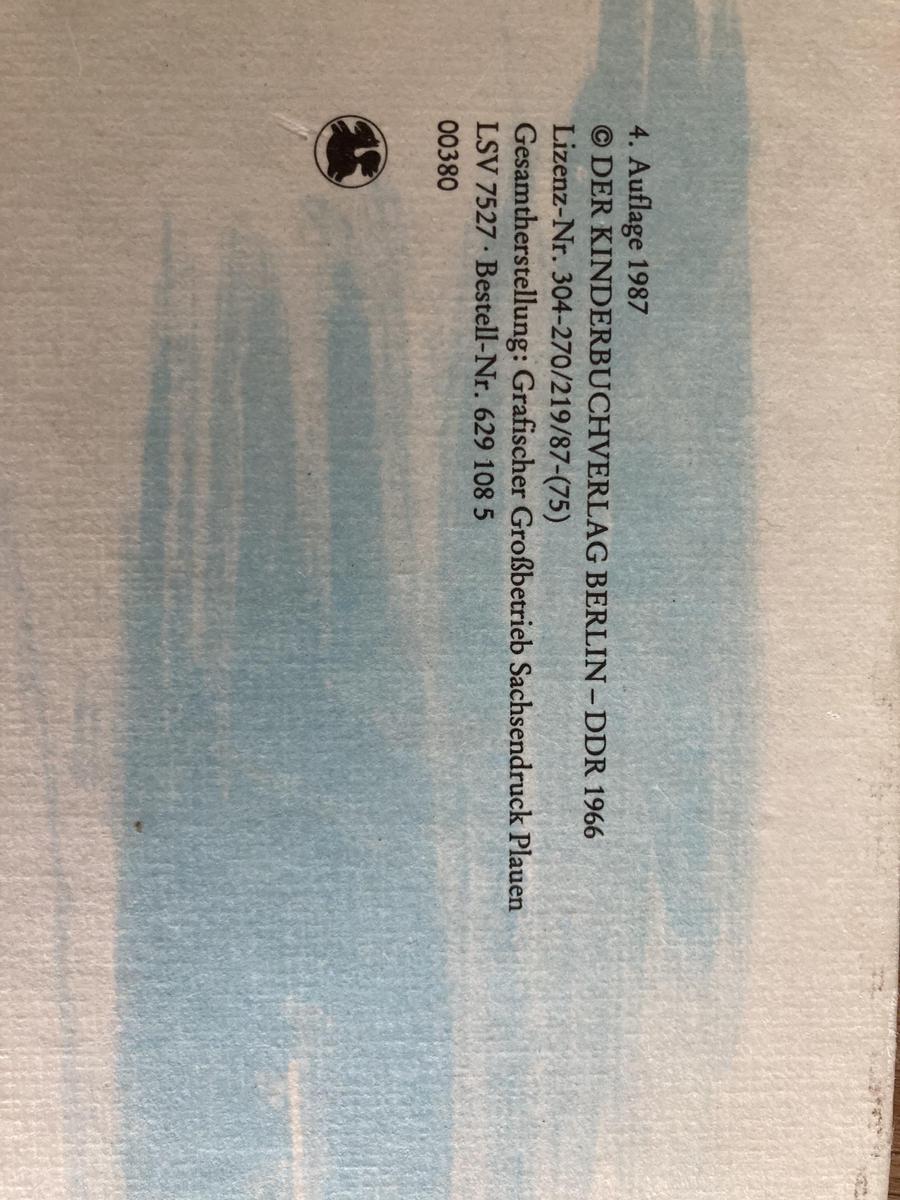 4. Auflage 1987
© DER KINDERBUCHVERLAG BERLIN – DDR 1966
Lizenz-Nr. 304-270/219/87-(75)
Gesamtherstellung: Grafischer Großbetrieb Sachsendruck Plauen
LSV 7527 · Bestell-Nr. 629 108 5
00380